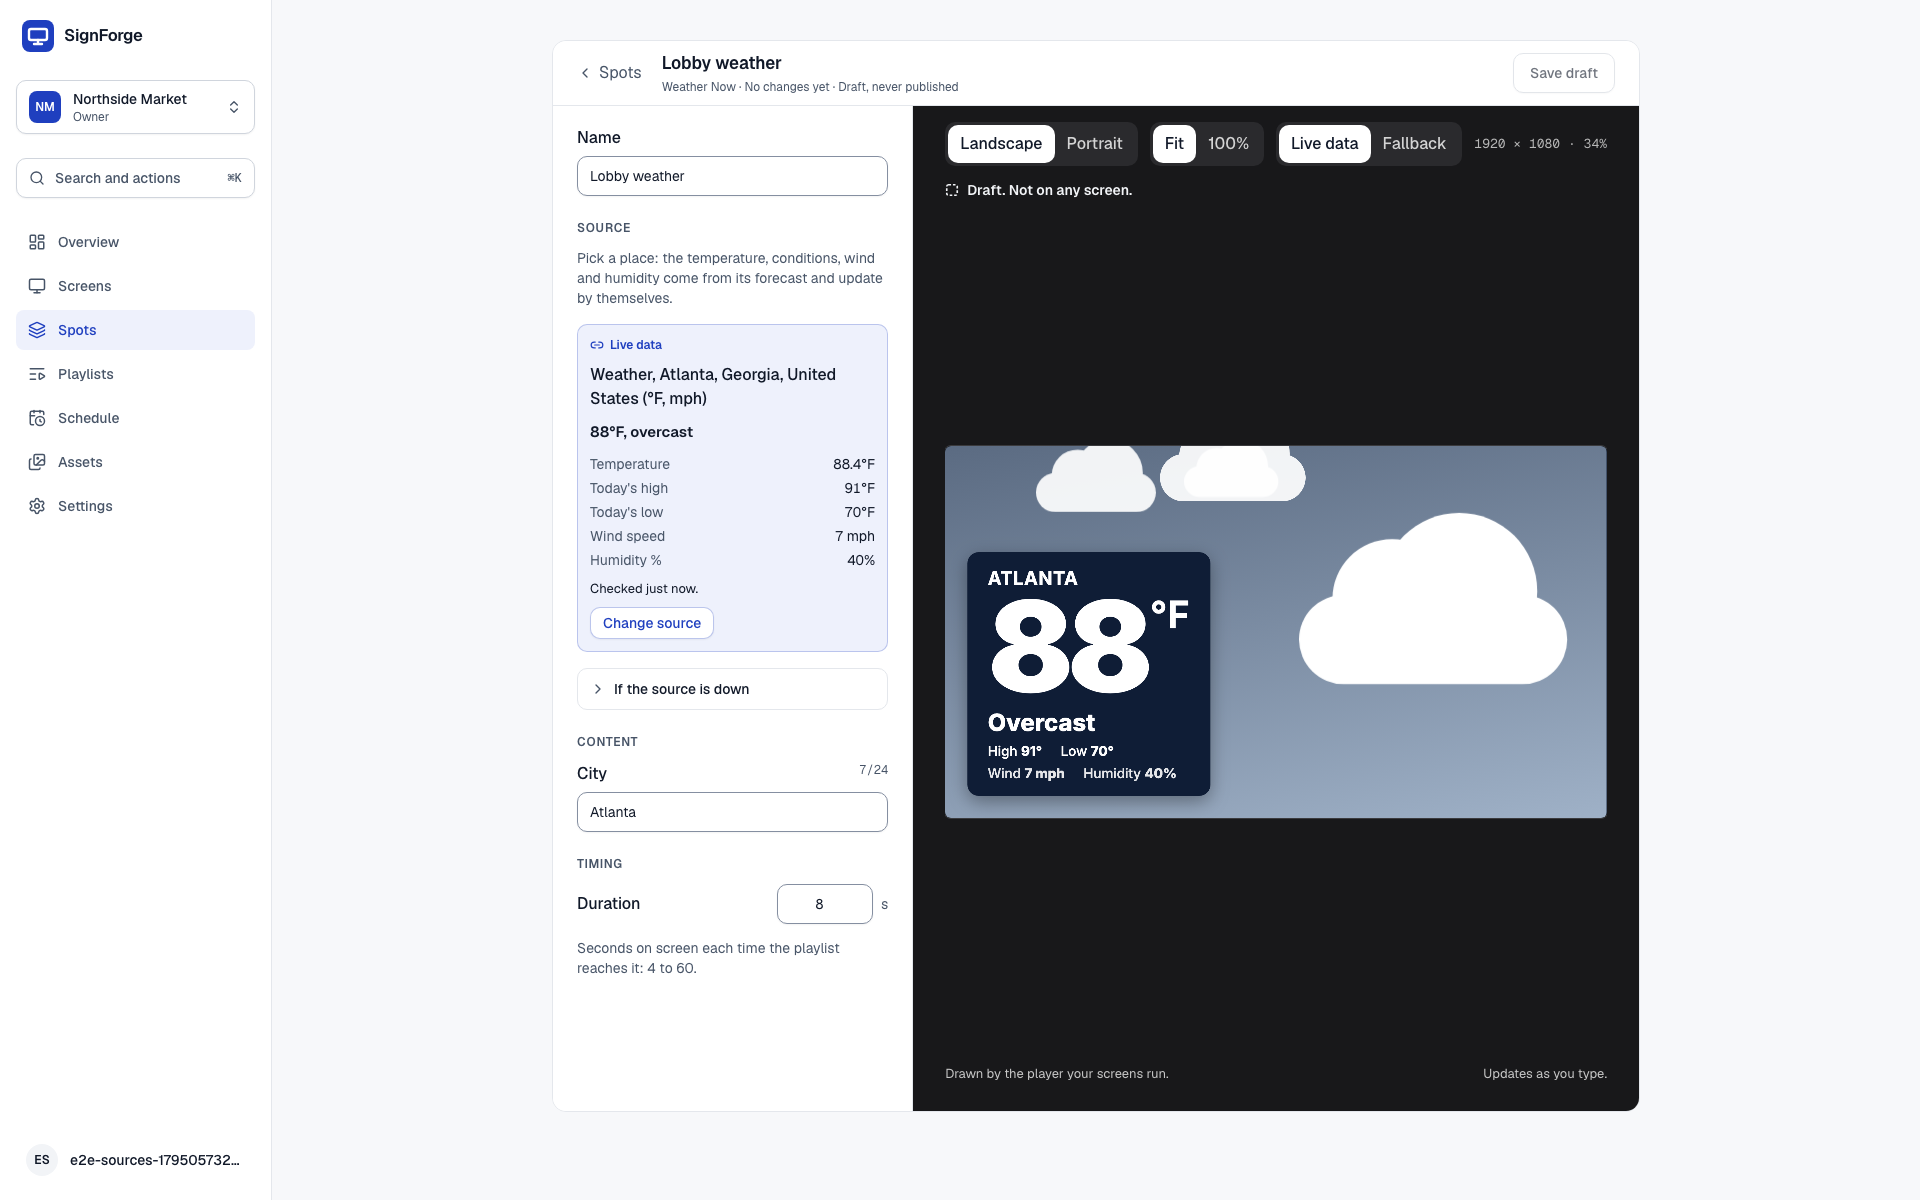 SignForge
NM
Northside Market
Owner
Search and actions
⌘K
Overview
Screens
Spots
Playlists
Schedule
Assets
Settings
ES
e2e-sources-179505732…
Spots
Lobby weather
Weather Now · No changes yet · Draft, never published
Save draft
Name
Lobby weather
SOURCE
Pick a place: the temperature, conditions, wind
and humidity come from its forecast and update
by themselves.
Live data
Weather, Atlanta, Georgia, United
States (°F, mph)
88°F, overcast
Temperature 88.4°F
Today's high 91°F
Today's low 70°F
Wind speed 7 mph
Humidity % 40%
Checked just now.
Change source
If the source is down
CONTENT
City 7/24
Atlanta
TIMING
Duration 8 s
Seconds on screen each time the playlist
reaches it: 4 to 60.
Landscape Portrait Fit 100% Live data Fallback 1920 × 1080 · 34%
Draft. Not on any screen.
ATLANTA
88°F
Overcast
High 91° Low 70°
Wind 7 mph Humidity 40%
Drawn by the player your screens run.
Updates as you type.